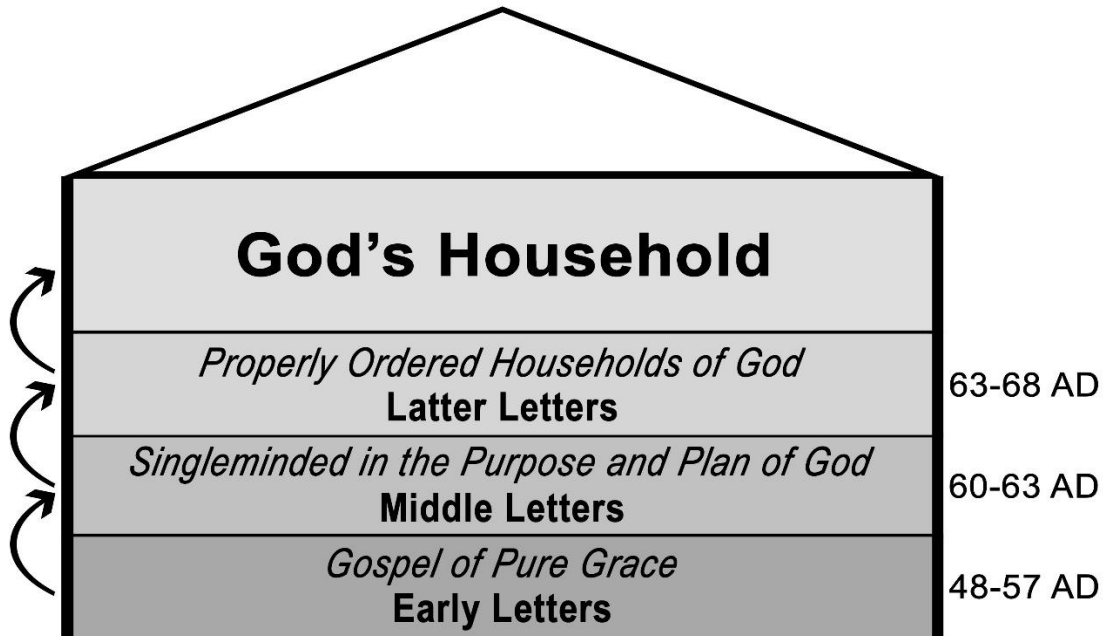 God's Household
Properly Ordered Households of God
Latter Letters
63-68 AD
Singleminded in the Purpose and Plan of God
Middle Letters
60-63 AD
Gospel of Pure Grace
Early Letters
48-57 AD